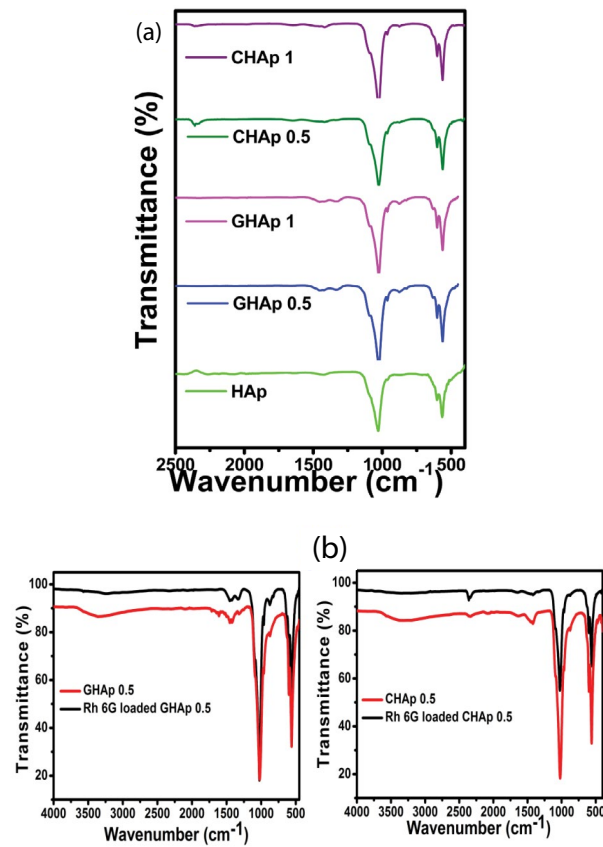 (a)
CHAp 1
CHAp 0.5
GHAp 1
GHAp 0.5
HAp
Transmittance (%)
2500 2000 1500 1000 500
Wavenumber (cm-1)
(b)
100
80
60
40
20
Transmittance (%)
GHAp 0.5
Rh 6G loaded GHAp 0.5
4000 3500 3000 2500 2000 1500 1000 500
Wavenumber (cm-1)
100
80
60
40
20
Transmittance (%)
CHAp 0.5
Rh 6G loaded CHAp 0.5
4000 3500 3000 2500 2000 1500 1000 500
Wavenumber (cm-1)